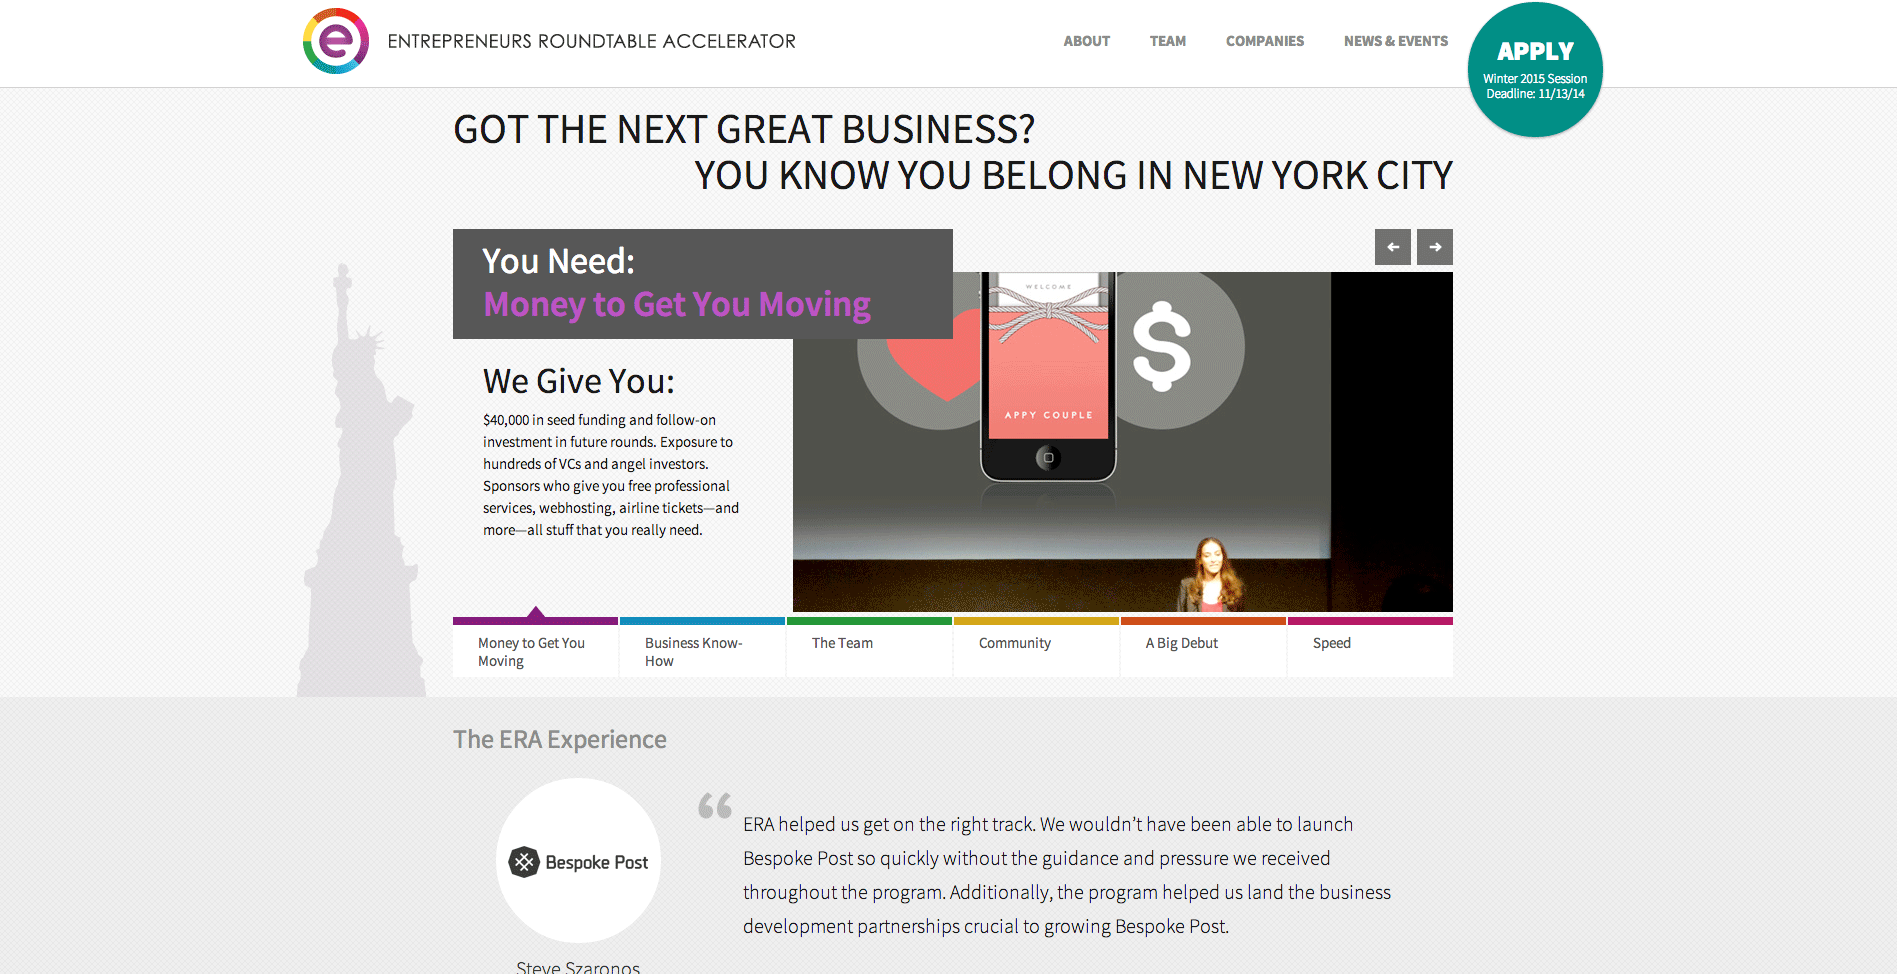 e
ENTREPRENEURS ROUNDTABLE ACCELERATOR
ABOUT
TEAM
COMPANIES
NEWS & EVENTS
APPLY
Winter 2015 Session
Deadline: 11/13/14
GOT THE NEXT GREAT BUSINESS?
YOU KNOW YOU BELONG IN NEW YORK CITY
You Need:
Money to Get You Moving
We Give You:
$40,000 in seed funding and follow-on
investment in future rounds. Exposure to
hundreds of VCs and angel investors.
Sponsors who give you free professional
services, webhosting, airline tickets—and
more—all stuff that you really need.
WELCOME
APPY COUPLE
$
Money to Get You
Moving
Business Know-
How
The Team
Community
A Big Debut
Speed
The ERA Experience
Bespoke Post
“
ERA helped us get on the right track. We wouldn’t have been able to launch
Bespoke Post so quickly without the guidance and pressure we received
throughout the program. Additionally, the program helped us land the business
development partnerships crucial to growing Bespoke Post.
Steve Szaronos